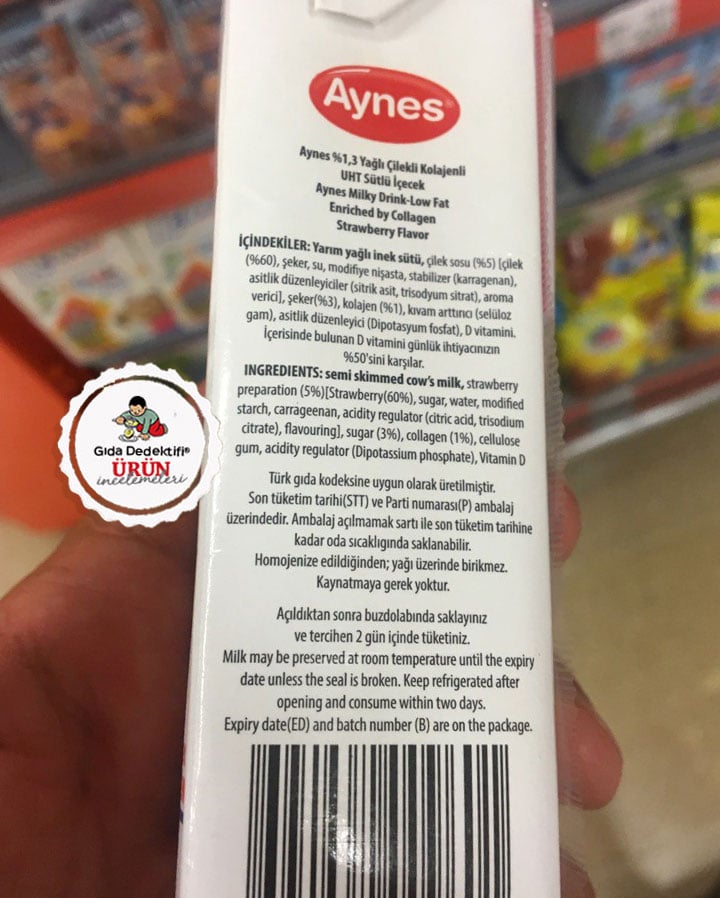 Aynes
Aynes %1,3 Yağlı Çilekli Kolajenli
UHT Sütlü İçecek
Aynes Milky Drink-Low Fat
Enriched by Collagen
Strawberry Flavor
İÇİNDEKİLER: Yarım yağlı inek sütü, çilek sosu (%5) [çilek
(%60), şeker, su, modifiye nişasta, stabilizer (karragenan),
asitlik düzenleyiciler (sitrik asit, trisodyum sitrat), aroma
verici], şeker(%3), kolajen (%1), kıvam arttırıcı (selüloz
gam), asitlik düzenleyici (Dipotasyum fosfat), D vitamini.
İçerisinde bulunan D vitamini günlük ihtiyacınızın
%50'sini karşılar.
INGREDIENTS: semi skimmed cow's milk, strawberry
preparation (5%)[Strawberry(60%), sugar, water, modified
starch, carrageenan, acidity regulator (citric acid, trisodium
citrate), flavouring], sugar (3%), collagen (1%), cellulose
gum, acidity regulator (Dipotassium phosphate), Vitamin D
Türk gıda kodeksine uygun olarak üretilmiştir.
Son tüketim tarihi(STT) ve Parti numarası(P) ambalaj
üzerindedir. Ambalaj açılmamak sartı ile son tüketim tarihine
kadar oda sıcaklıgında saklanabilir.
Homojenize edildiğinden; yağı üzerinde birikmez.
Kaynatmaya gerek yoktur.
Açıldıktan sonra buzdolabında saklayınız
ve tercihen 2 gün içinde tüketiniz.
Milk may be preserved at room temperature until the expiry
date unless the seal is broken. Keep refrigerated after
opening and consume within two days.
Expiry date(ED) and batch number (B) are on the package.
Gıda Dedektifi®
ÜRÜN
incelemeleri